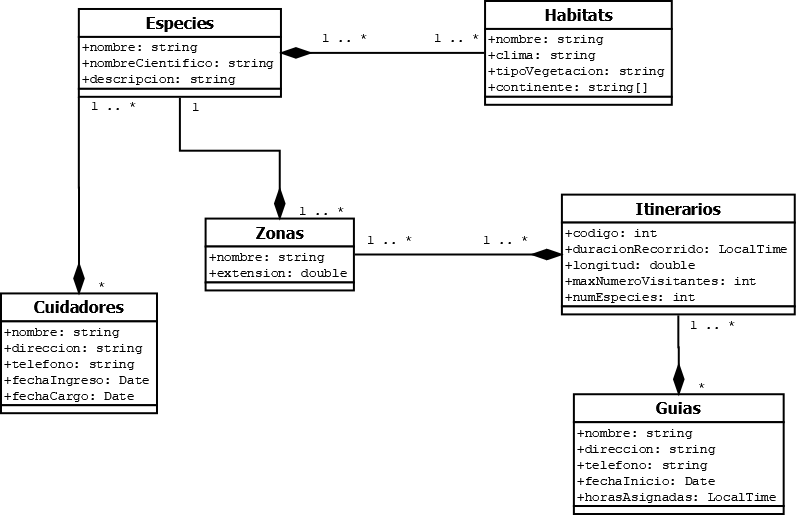 Especies
+nombre: string
+nombreCientifico: string
+descripcion: string
1 .. *
1 .. *
Habitats
+nombre: string
+clima: string
+tipoVegetacion: string
+continente: string[]
1 .. *
1
1 .. *
Zonas
+nombre: string
+extension: double
1 .. *
1 .. *
Itinerarios
+codigo: int
+duracionRecorrido: LocalTime
+longitud: double
+maxNumeroVisitantes: int
+numEspecies: int
*
Cuidadores
+nombre: string
+direccion: string
+telefono: string
+fechaIngreso: Date
+fechaCargo: Date
1 .. *
*
Guias
+nombre: string
+direccion: string
+telefono: string
+fechaInicio: Date
+horasAsignadas: LocalTime